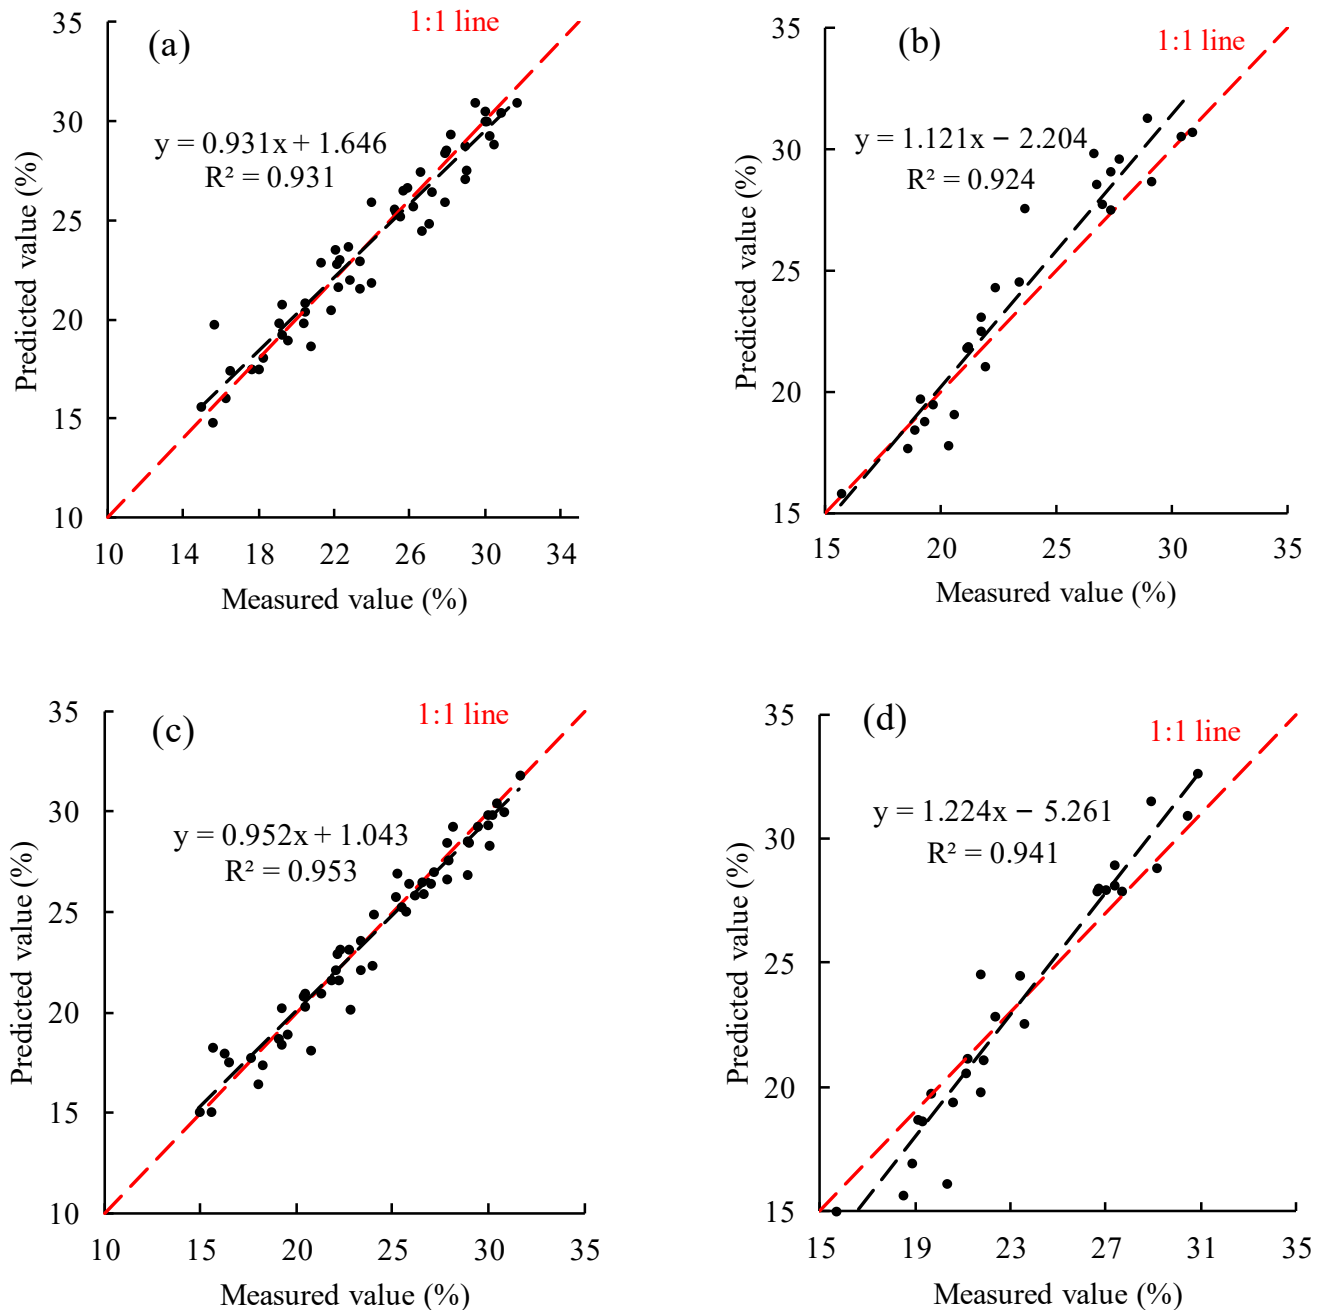 (a)
1:1 line
y = 0.931x + 1.646
R² = 0.931
Predicted value (%)
35
30
25
20
15
10
10 14 18 22 26 30 34
Measured value (%)
(b)
1:1 line
y = 1.121x − 2.204
R² = 0.924
Predicted value (%)
35
30
25
20
15
15 20 25 30 35
Measured value (%)
(c)
1:1 line
y = 0.952x + 1.043
R² = 0.953
Predicted value (%)
35
30
25
20
15
10
10 15 20 25 30 35
Measured value (%)
(d)
1:1 line
y = 1.224x − 5.261
R² = 0.941
Predicted value (%)
35
30
25
20
15
15 19 23 27 31 35
Measured value (%)